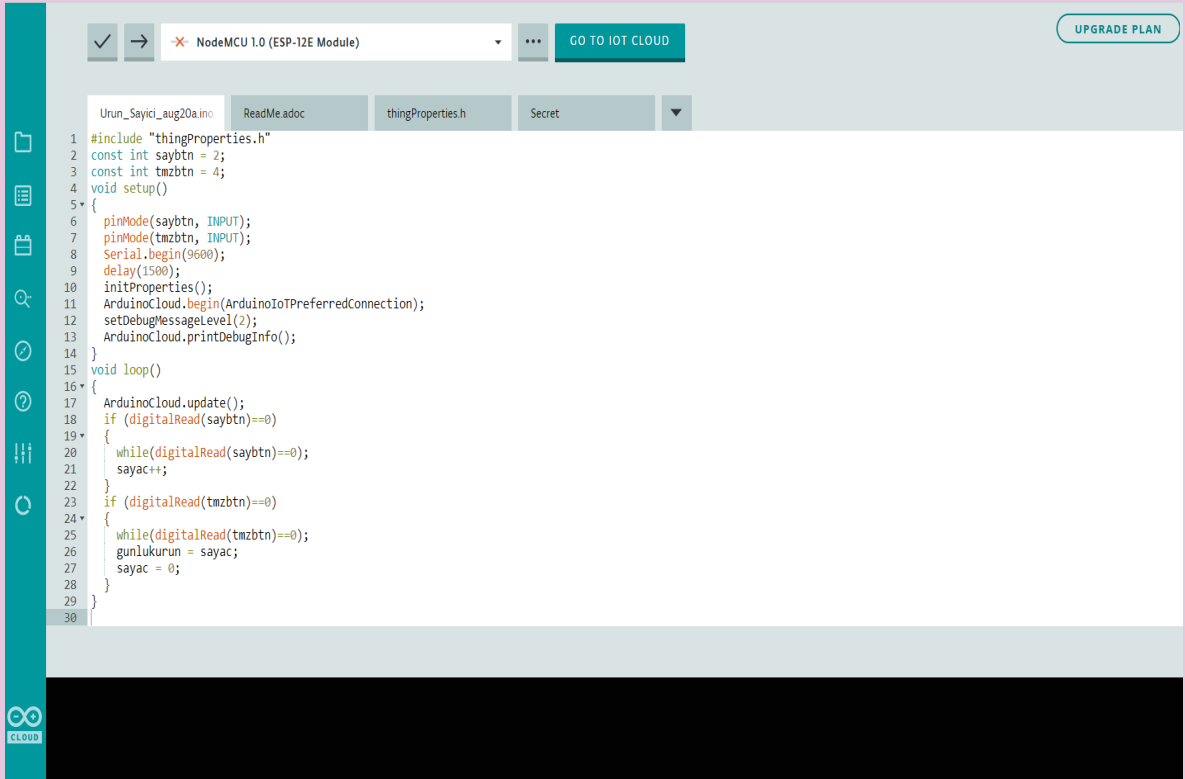 UPGRADE PLAN
NodeMCU 1.0 (ESP-12E Module)
GO TO IOT CLOUD
Urun_Sayici_aug20a.ino ReadMe.adoc thingProperties.h Secret
1 #include "thingProperties.h"
2 const int saybtn = 2;
3 const int tmzbtn = 4;
4 void setup()
5 {
6 pinMode(saybtn, INPUT);
7 pinMode(tmzbtn, INPUT);
8 Serial.begin(9600);
9 delay(1500);
10 initProperties();
11 ArduinoCloud.begin(ArduinoIoTPreferredConnection);
12 setDebugMessageLevel(2);
13 ArduinoCloud.printDebugInfo();
14 }
15 void loop()
16 {
17 ArduinoCloud.update();
18 if (digitalRead(saybtn)==0)
19 {
20 while(digitalRead(saybtn)==0);
21 sayac++;
22 }
23 if (digitalRead(tmzbtn)==0)
24 {
25 while(digitalRead(tmzbtn)==0);
26 gunlukurun = sayac;
27 sayac = 0;
28 }
29 }
30
CLOUD